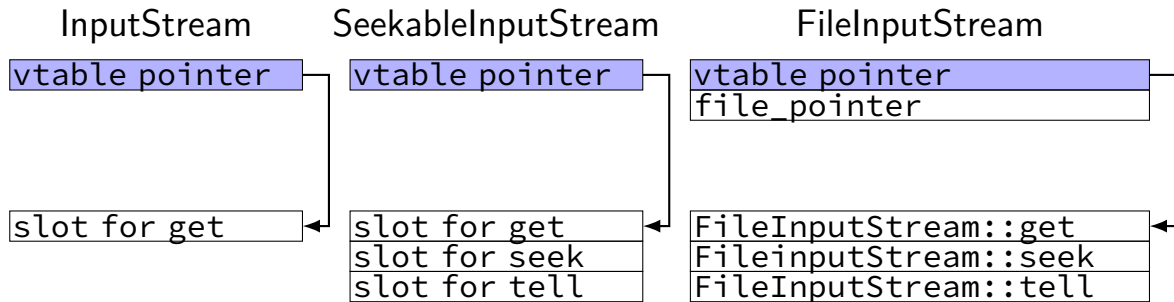 InputStream
SeekableInputStream
FileInputStream
vtable pointer
vtable pointer
vtable pointer
file_pointer
slot for get
slot for get
FileInputStream::get
slot for seek
FileinputStream::seek
slot for tell
FileInputStream::tell